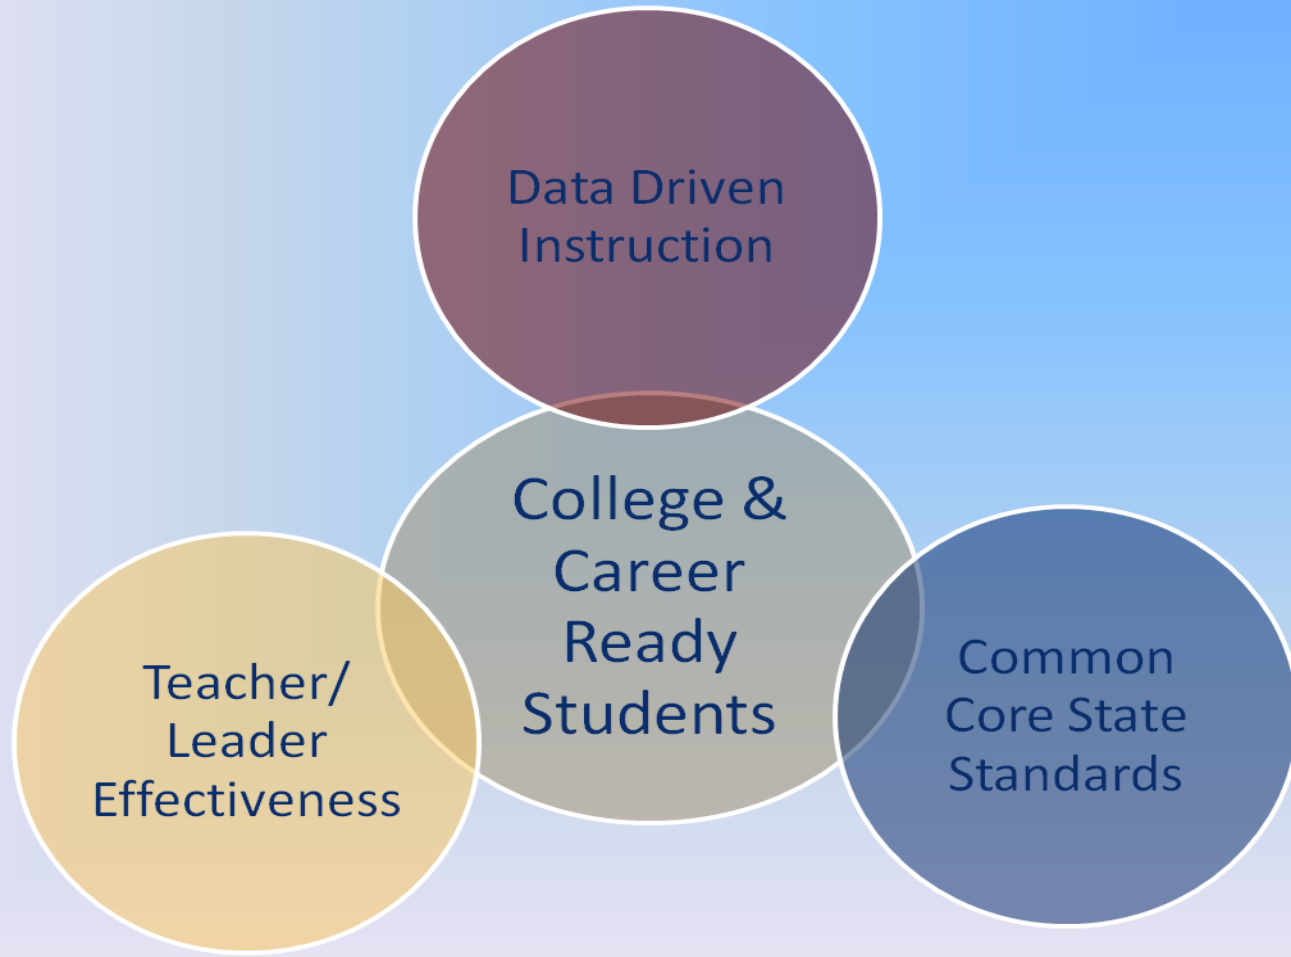 Data Driven
Instruction
College &
Career
Ready
Students
Teacher/
Leader
Effectiveness
Common
Core State
Standards